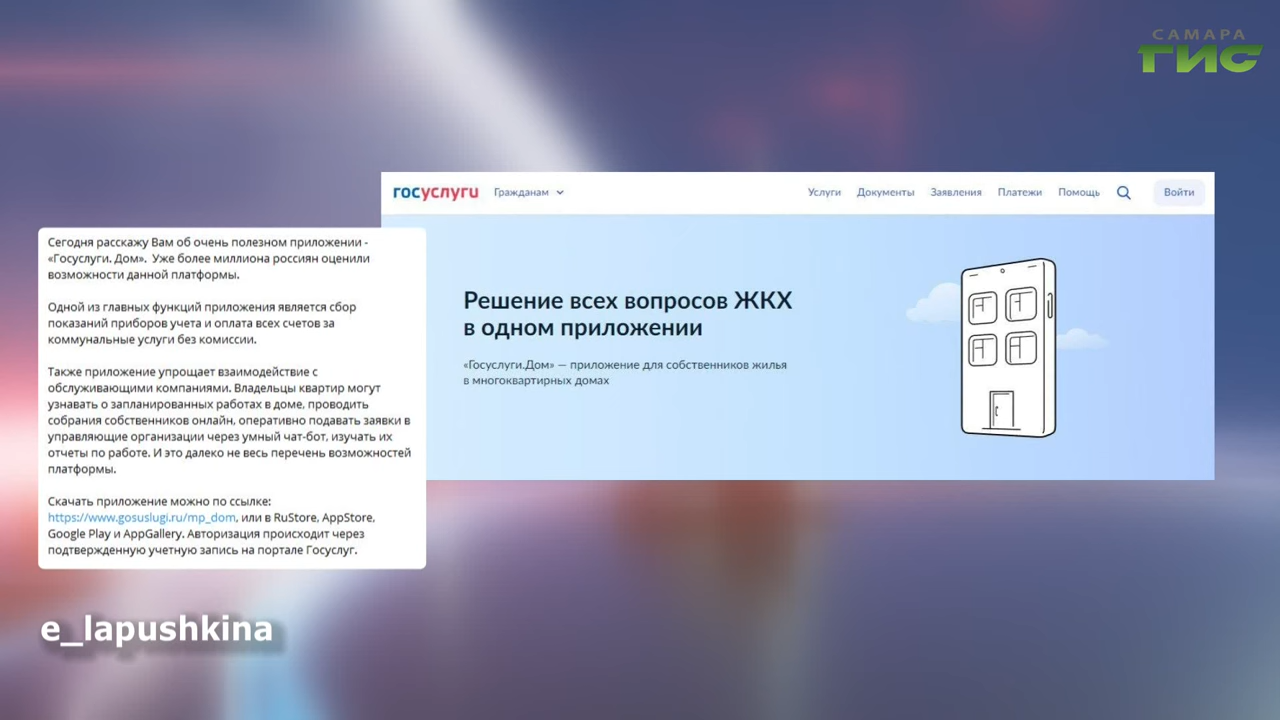 САМАРА
ГИС
госуслуги Гражданам Услуги Документы Заявления Платежи Помощь Войти
Решение всех вопросов ЖКХ
в одном приложении
«Госуслуги.Дом» — приложение для собственников жилья
в многоквартирных домах
Сегодня расскажу Вам об очень полезном приложении -
«Госуслуги. Дом». Уже более миллиона россиян оценили
возможности данной платформы.
Одной из главных функций приложения является сбор
показаний приборов учета и оплата всех счетов за
коммунальные услуги без комиссии.
Также приложение упрощает взаимодействие с
обслуживающими компаниями. Владельцы квартир могут
узнавать о запланированных работах в доме, проводить
собрания собственников онлайн, оперативно подавать заявки в
управляющие организации через умный чат-бот, изучать их
отчеты по работе. И это далеко не весь перечень возможностей
платформы.
Скачать приложение можно по ссылке:
https://www.gosuslugi.ru/mp_dom, или в RuStore, AppStore,
Google Play и AppGallery. Авторизация происходит через
подтвержденную учетную запись на портале Госуслуг.
e_lapushkina